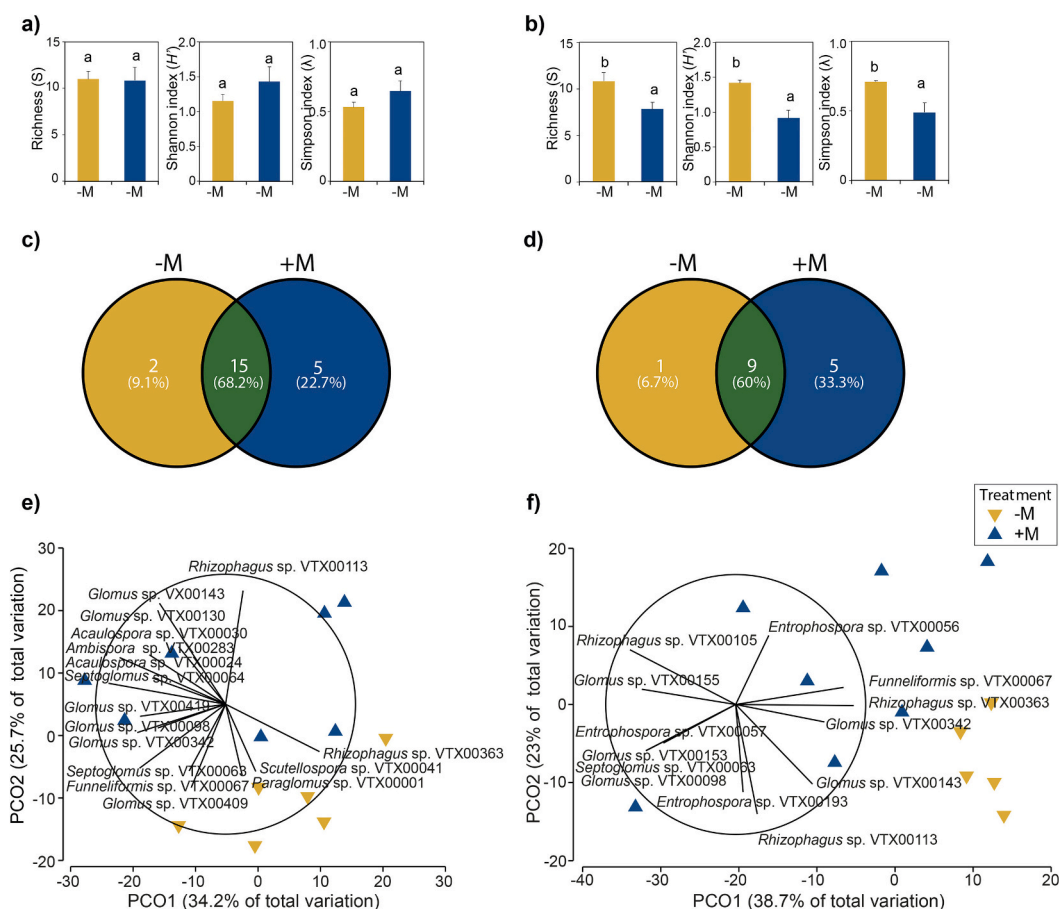 a)
15
10
5
0
Richness (S)
a
a
-M
-M
2.0
1.5
1.0
0.5
0
Shannon index (H')
a
a
-M
-M
1.0
0.5
0.0
Simpson index (λ)
a
a
-M
-M
b)
15
10
5
0
Richness (S)
b
a
-M
-M
2.0
1.5
1.0
0.5
0
Shannon index (H')
b
a
-M
-M
1.0
0.5
0.0
Simpson index (λ)
b
a
-M
-M
c)
-M
+M
2
(9.1%)
15
(68.2%)
5
(22.7%)
d)
-M
+M
1
(6.7%)
9
(60%)
5
(33.3%)
e)
30
20
10
0
-10
-20
PCO2 (25.7% of total variation)
Rhizophagus sp. VTX00113
Glomus sp. VX00143
Glomus sp. VTX00130
Acaulospora sp. VTX00030
Ambispora sp. VTX00283
Acaulospora sp. VTX00024
Septoglomus sp. VTX00064
Glomus sp. VTX00419
Glomus sp. VTX00098
Glomus sp. VTX00342
Rhizophagus sp. VTX00363
Septoglomus sp. VTX00063
Scutellospora sp. VTX00041
Funneliformis sp. VTX00067
Paraglomus sp. VTX00001
Glomus sp. VTX00409
-30
-20
-10
0
10
20
30
PCO1 (34.2% of total variation)
f)
Treatment
-M
+M
20
10
0
-10
-20
PCO2 (23% of total variation)
Entrophospora sp. VTX00056
Rhizophagus sp. VTX00105
Glomus sp. VTX00155
Funneliformis sp. VTX00067
Rhizophagus sp. VTX00363
Glomus sp. VTX00342
Entrophospora sp. VTX00057
Glomus sp. VTX00153
Septoglomus sp. VTX00063
Glomus sp. VTX00098
Glomus sp. VTX00143
Entrophospora sp. VTX00193
Rhizophagus sp. VTX00113
-40
-30
-20
-10
0
10
20
PCO1 (38.7% of total variation)